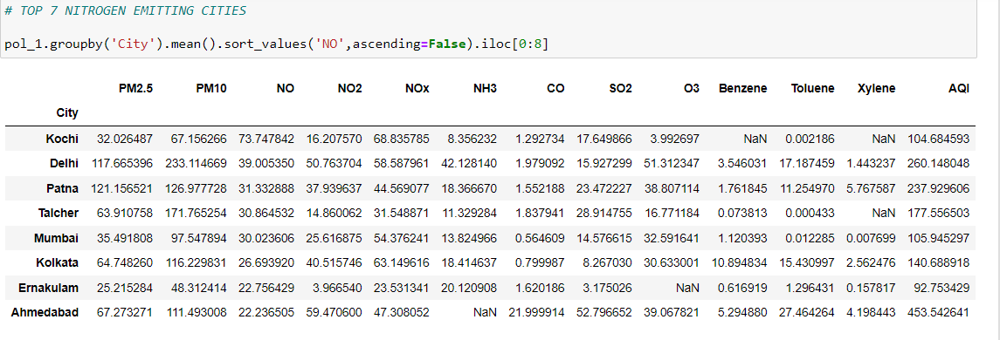 # TOP 7 NITROGEN EMITTING CITIES
pol_1.groupby('City').mean().sort_values('NO',ascending=False).iloc[0:8]
PM2.5 PM10 NO NO2 NOx NH3 CO SO2 O3 Benzene Toluene Xylene AQI
City
Kochi 32.026487 67.156266 73.747842 16.207570 68.835785 8.356232 1.292734 17.649866 3.992697 NaN 0.002186 NaN 104.684593
Delhi 117.665396 233.114669 39.005350 50.763704 58.587961 42.128140 1.979092 15.927299 51.312347 3.546031 17.187459 1.443237 260.148048
Patna 121.156521 126.977728 31.332888 37.939637 44.569077 18.366670 1.552188 23.472227 38.807114 1.761845 11.254970 5.767587 237.929606
Talcher 63.910758 171.765254 30.864532 14.860062 31.548871 11.329284 1.837941 28.914755 16.771184 0.073813 0.000433 NaN 177.556503
Mumbai 35.491808 97.547894 30.023606 25.616875 54.376241 13.824966 0.564609 14.576615 32.591641 1.120393 0.012285 0.007699 105.945297
Kolkata 64.748260 116.229831 26.693920 40.515746 63.149616 18.414637 0.799987 8.267030 30.633001 10.894834 15.430997 2.562476 140.688918
Ernakulam 25.215284 48.312414 22.756429 3.966540 23.531341 20.120908 1.620186 3.175026 NaN 0.616919 1.296431 0.157817 92.753429
Ahmedabad 67.273271 111.493008 22.236505 59.470600 47.308052 NaN 21.999914 52.796652 39.067821 5.294880 27.464264 4.198443 453.542641